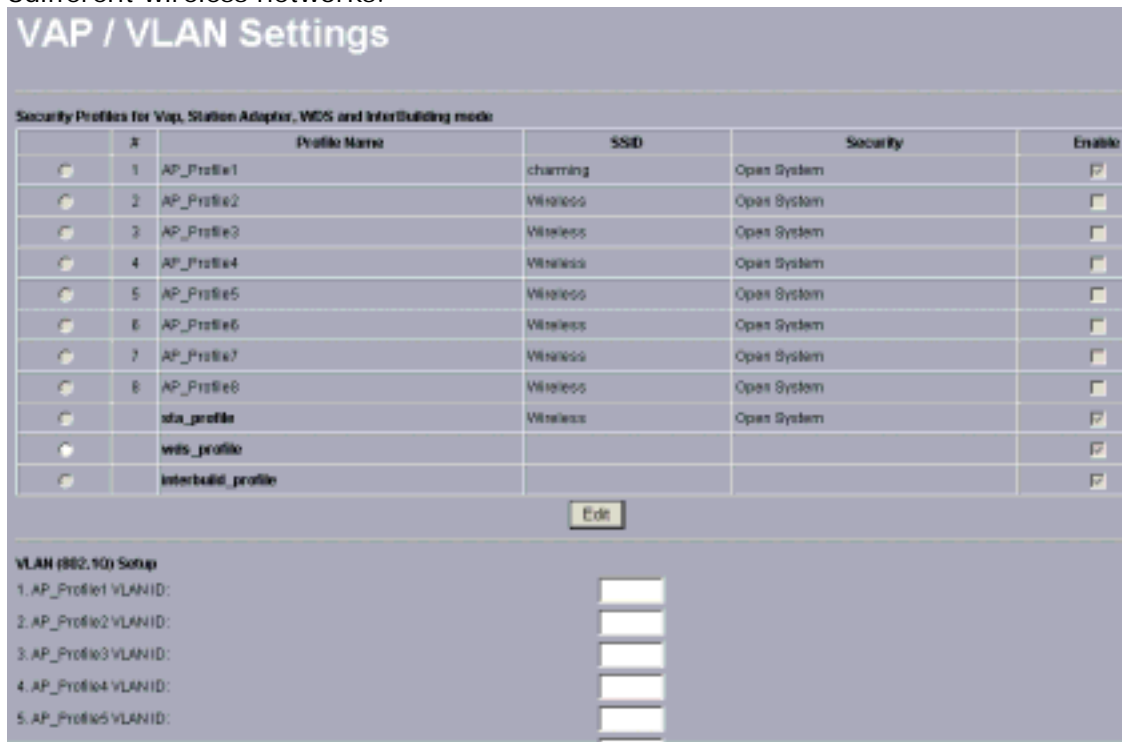 different wireless networks.
VAP / VLAN Settings
Security Profiles for Vap, Station Adapter, WDS and InterBuilding mode
# Profile Name SSID Security Enable
1 AP_Profile1 charming Open System
2 AP_Profile2 Wireless Open System
3 AP_Profile3 Wireless Open System
4 AP_Profile4 Wireless Open System
5 AP_Profile5 Wireless Open System
6 AP_Profile6 Wireless Open System
7 AP_Profile7 Wireless Open System
8 AP_Profile8 Wireless Open System
sta_profile Wireless Open System
wds_profile
interbuild_profile
Edit
VLAN (802.1Q) Setup
1. AP_Profile1 VLAN ID:
2. AP_Profile2 VLAN ID:
3. AP_Profile3 VLAN ID:
4. AP_Profile4 VLAN ID:
5. AP_Profile5 VLAN ID: